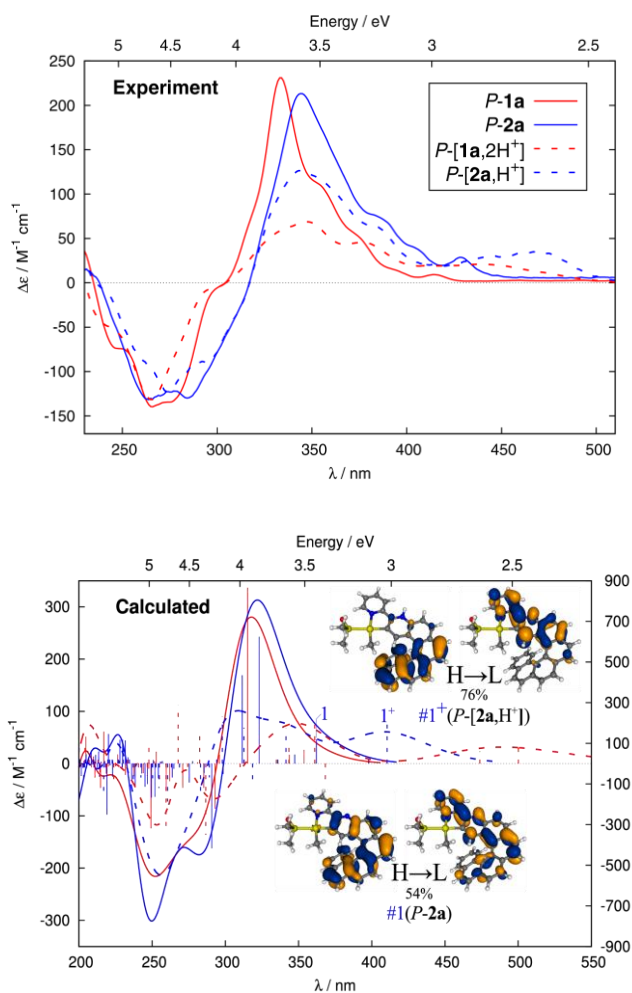 Energy / eV
5 4.5 4 3.5 3 2.5
Experiment
P-1a
P-2a
P-[1a,2H⁺]
P-[2a,H⁺]
250
200
150
100
50
0
-50
-100
-150
Δε / M⁻¹ cm⁻¹
250 300 350 400 450 500
λ / nm
Energy / eV
5 4.5 4 3.5 3 2.5
Calculated
300
200
100
0
-100
-200
-300
Δε / M⁻¹ cm⁻¹
900
700
500
300
100
-100
-300
-500
-700
-900
H→L
76%
#1⁺(P-[2a,H⁺])
1
1⁺
H→L
54%
#1(P-2a)
200 250 300 350 400 450 500 550
λ / nm